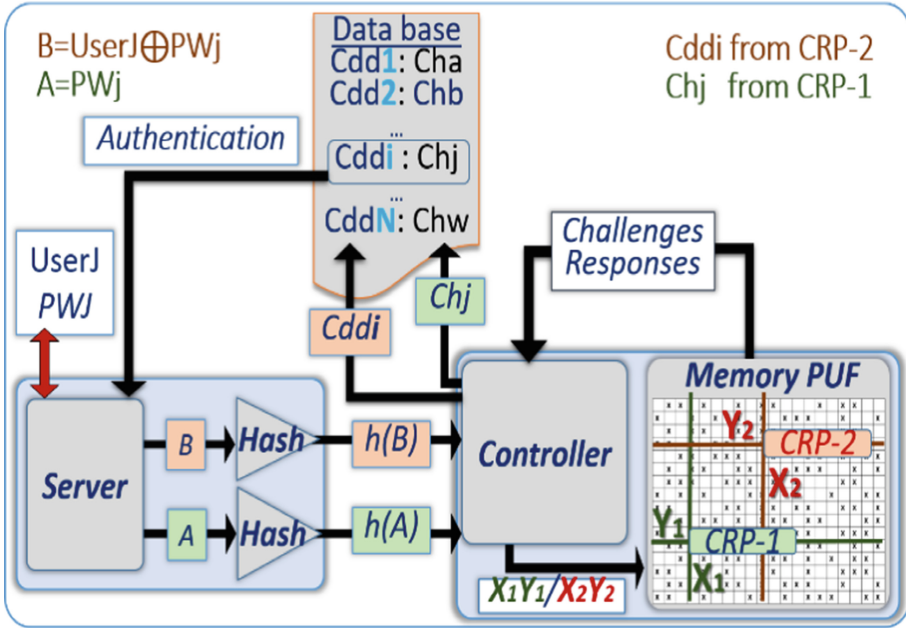 B=UserJ⨁PWj
A=PWj
Data base
Cdd1: Cha
Cdd2: Chb
...
Cddi : Chj
...
CddN: Chw
Cddi from CRP-2
Chj from CRP-1
Authentication
UserJ
PWJ
Challenges
Responses
Cddi
Chj
Server
B
Hash
h(B)
A
Hash
h(A)
Controller
X1Y1/X2Y2
Memory PUF
Y2
CRP-2
X2
Y1
CRP-1
X1